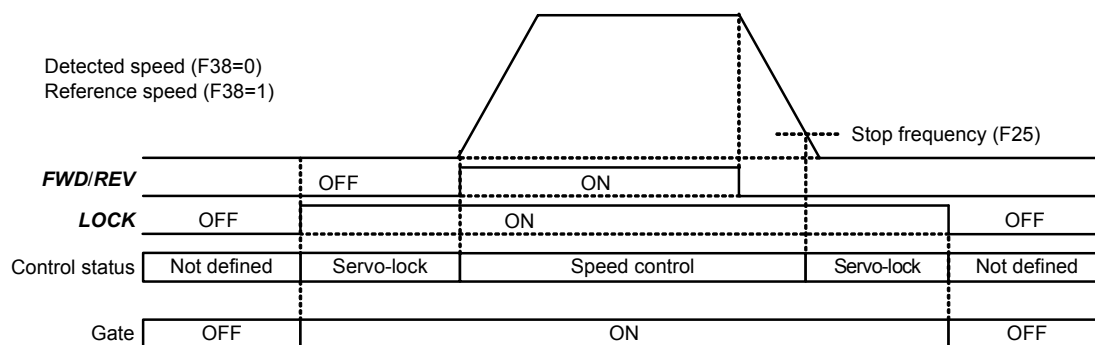 Detected speed (F38=0)
Reference speed (F38=1)
Stop frequency (F25)
FWD/REV OFF ON
LOCK OFF ON OFF
Control status Not defined Servo-lock Speed control Servo-lock Not defined
Gate OFF ON OFF